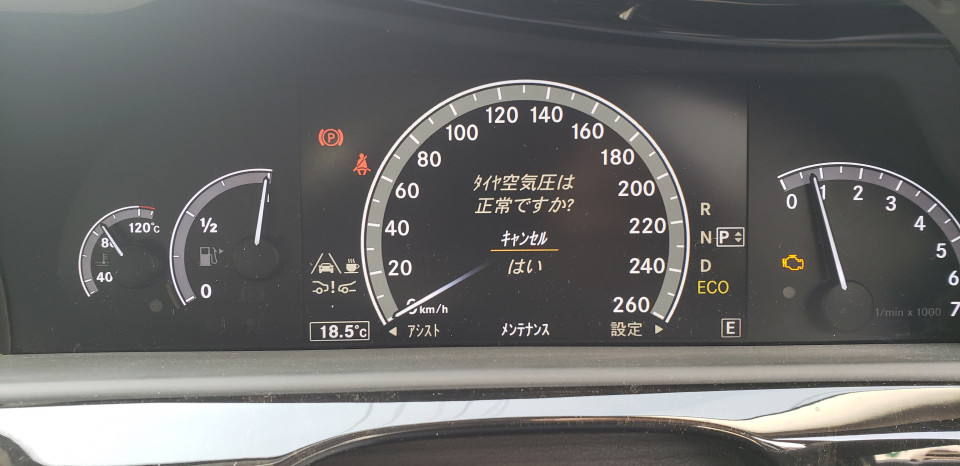 120℃
80
40
1/2
0
P
18.5℃
0
20
40
60
80
100
120
140
160
180
200
220
240
260
km/h
ﾀｲﾔ空気圧は
正常ですか?
ｷｬﾝｾﾙ
はい
◀ ｱｼｽﾄ
ﾒﾝﾃﾅﾝｽ
設定 ▶
R
N P
D
ECO
E
0
1
2
3
4
5
6
7
1/min x 1000